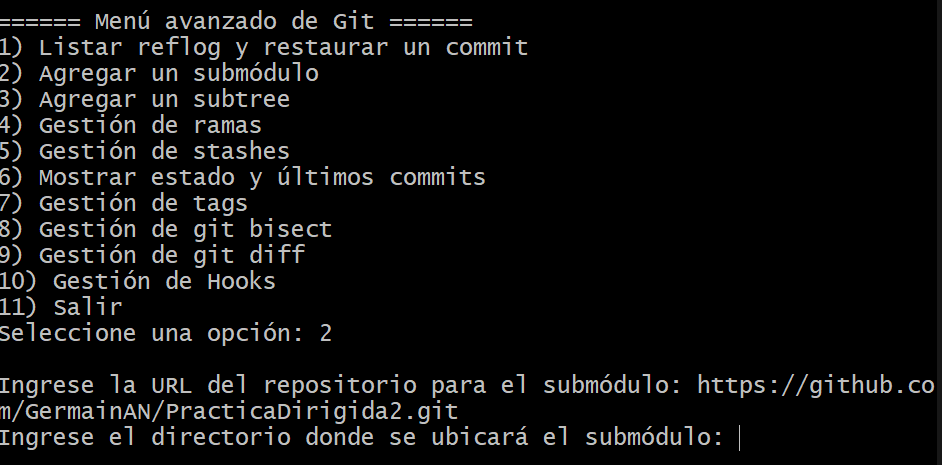 ====== Menú avanzado de Git ======
1) Listar reflog y restaurar un commit
2) Agregar un submódulo
3) Agregar un subtree
4) Gestión de ramas
5) Gestión de stashes
6) Mostrar estado y últimos commits
7) Gestión de tags
8) Gestión de git bisect
9) Gestión de git diff
10) Gestión de Hooks
11) Salir
Seleccione una opción: 2
Ingrese la URL del repositorio para el submódulo: https://github.co
m/GermainAN/PracticaDirigida2.git
Ingrese el directorio donde se ubicará el submódulo: